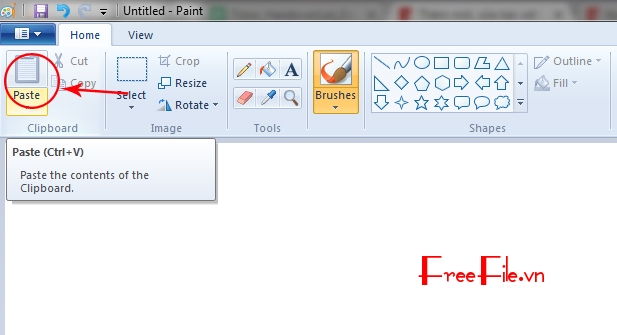 Untitled - Paint
Home View
Paste
Cut
Copy
Clipboard
Select
Crop
Resize
Rotate
Image
A
Tools
Brushes
Shapes
Outline
Fill
Paste (Ctrl+V)
Paste the contents of the
Clipboard.
FreeFile.vn